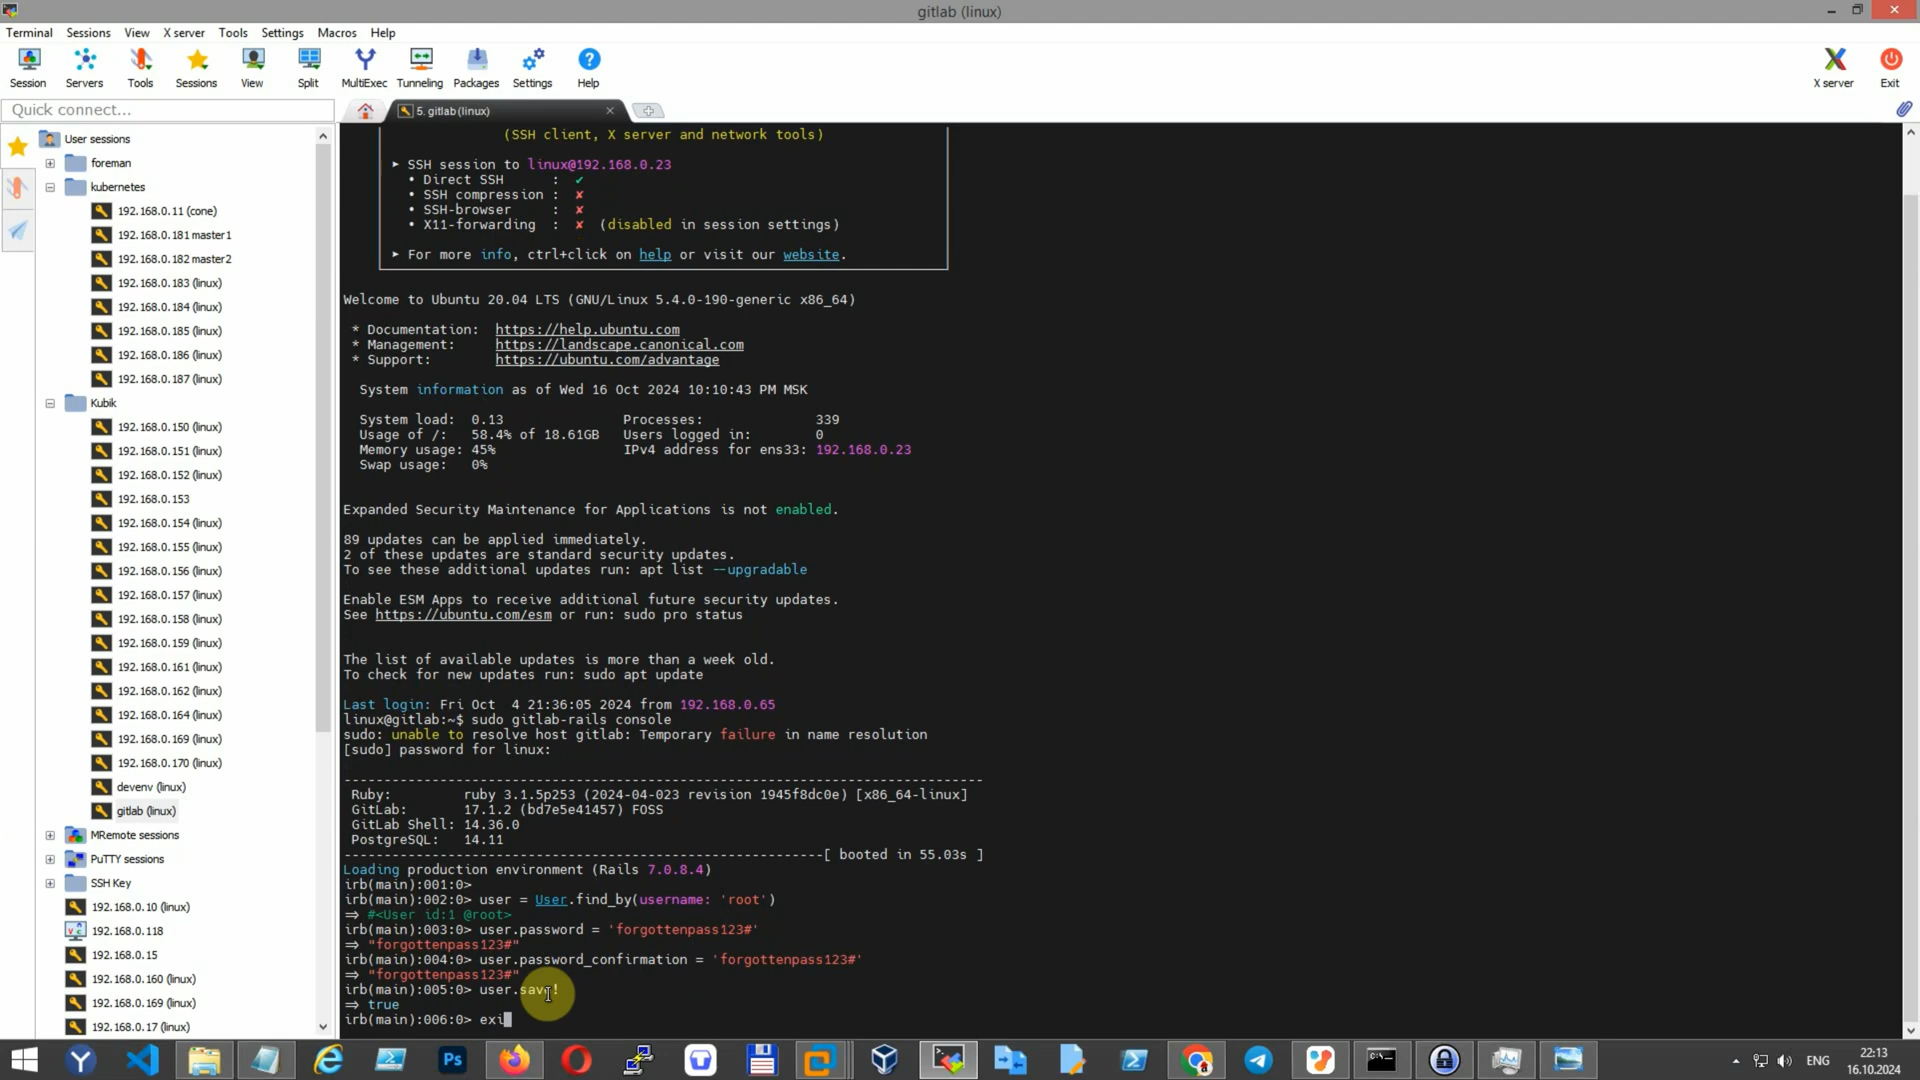 gitlab (linux)
Terminal Sessions View X server Tools Settings Macros Help
Session Servers Tools Sessions View Split MultiExec Tunneling Packages Settings Help X server Exit
Quick connect...
5. gitlab (linux)
User sessions
foreman
kubernetes
192.168.0.11 (cone)
192.168.0.181 master1
192.168.0.182 master2
192.168.0.183 (linux)
192.168.0.184 (linux)
192.168.0.185 (linux)
192.168.0.186 (linux)
192.168.0.187 (linux)
Kubik
192.168.0.150 (linux)
192.168.0.151 (linux)
192.168.0.152 (linux)
192.168.0.153
192.168.0.154 (linux)
192.168.0.155 (linux)
192.168.0.156 (linux)
192.168.0.157 (linux)
192.168.0.158 (linux)
192.168.0.159 (linux)
192.168.0.161 (linux)
192.168.0.162 (linux)
192.168.0.164 (linux)
192.168.0.169 (linux)
192.168.0.170 (linux)
devenv (linux)
gitlab (linux)
MRemote sessions
PuTTY sessions
SSH Key
192.168.0.10 (linux)
192.168.0.118
192.168.0.15
192.168.0.160 (linux)
192.168.0.169 (linux)
192.168.0.17 (linux)
(SSH client, X server and network tools)
► SSH session to linux@192.168.0.23
• Direct SSH : ✔
• SSH compression : ✘
• SSH-browser : ✘
• X11-forwarding : ✘ (disabled in session settings)
► For more info, ctrl+click on help or visit our website.
Welcome to Ubuntu 20.04 LTS (GNU/Linux 5.4.0-190-generic x86_64)
* Documentation: https://help.ubuntu.com
* Management: https://landscape.canonical.com
* Support: https://ubuntu.com/advantage
System information as of Wed 16 Oct 2024 10:10:43 PM MSK
System load: 0.13 Processes: 339
Usage of /: 58.4% of 18.61GB Users logged in: 0
Memory usage: 45% IPv4 address for ens33: 192.168.0.23
Swap usage: 0%
Expanded Security Maintenance for Applications is not enabled.
89 updates can be applied immediately.
2 of these updates are standard security updates.
To see these additional updates run: apt list --upgradable
Enable ESM Apps to receive additional future security updates.
See https://ubuntu.com/esm or run: sudo pro status
The list of available updates is more than a week old.
To check for new updates run: sudo apt update
Last login: Fri Oct 4 21:36:05 2024 from 192.168.0.65
linux@gitlab:~$ sudo gitlab-rails console
sudo: unable to resolve host gitlab: Temporary failure in name resolution
[sudo] password for linux:
--------------------------------------------------------------------------------
Ruby: ruby 3.1.5p253 (2024-04-023 revision 1945f8dc0e) [x86_64-linux]
GitLab: 17.1.2 (bd7e5e41457) FOSS
GitLab Shell: 14.36.0
PostgreSQL: 14.11
------------------------------------------------------------[ booted in 55.03s ]
Loading production environment (Rails 7.0.8.4)
irb(main):001:0>
irb(main):002:0> user = User.find_by(username: 'root')
=> #<User id:1 @root>
irb(main):003:0> user.password = 'forgottenpass123#'
=> "forgottenpass123#"
irb(main):004:0> user.password_confirmation = 'forgottenpass123#'
=> "forgottenpass123#"
irb(main):005:0> user.save!
=> true
irb(main):006:0> exi
ENG
22:13
16.10.2024